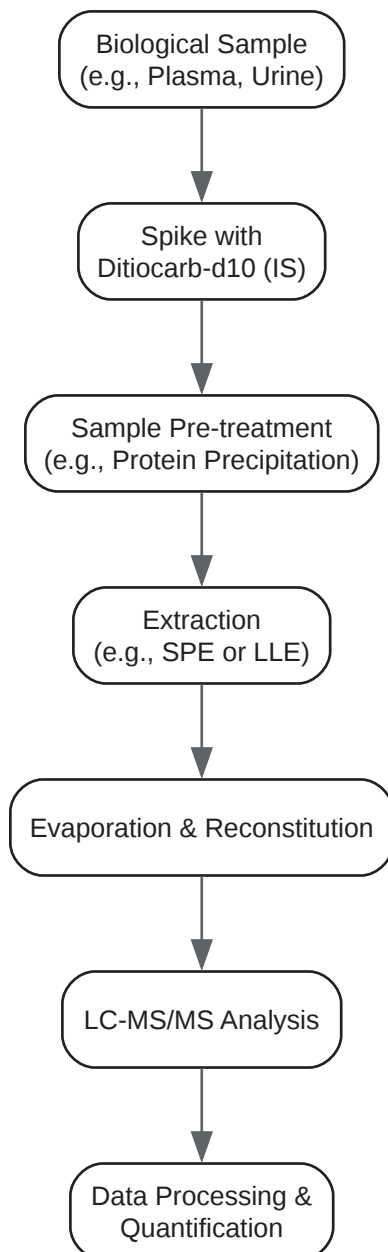 Biological Sample
(e.g., Plasma, Urine)
Spike with
Ditiocarb-d10 (IS)
Sample Pre-treatment
(e.g., Protein Precipitation)
Extraction
(e.g., SPE or LLE)
Evaporation & Reconstitution
LC-MS/MS Analysis
Data Processing &
Quantification